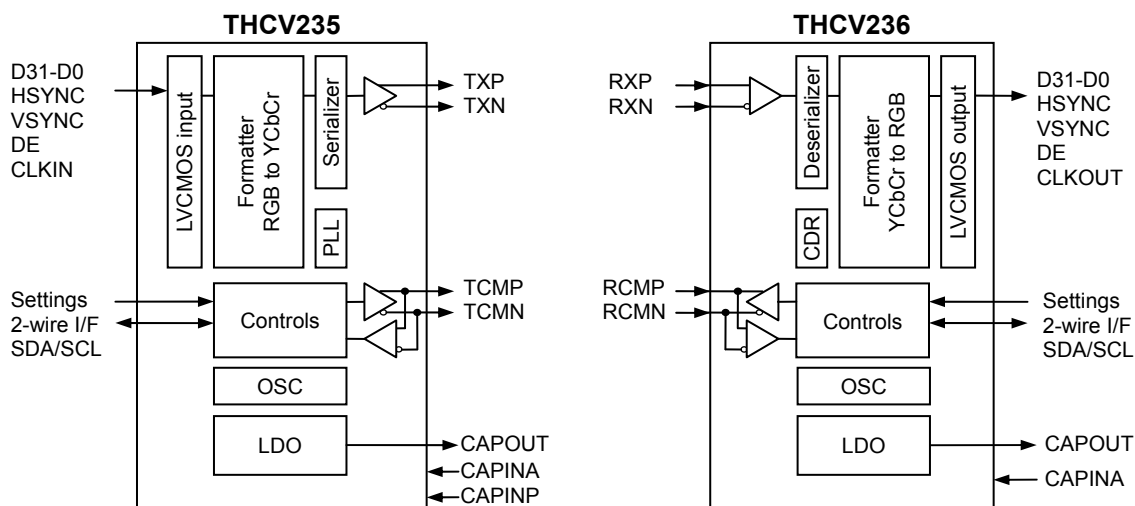 THCV235
D31-D0
HSYNC
VSYNC
DE
CLKIN
LVCMOS input
Formatter
RGB to YCbCr
Serializer
PLL
TXP
TXN
Settings
2-wire I/F
SDA/SCL
Controls
TCMP
TCMN
OSC
LDO
CAPOUT
CAPINA
CAPINP
THCV236
RXP
RXN
Deserializer
CDR
Formatter
YCbCr to RGB
LVCMOS output
D31-D0
HSYNC
VSYNC
DE
CLKOUT
RCMP
RCMN
Controls
Settings
2-wire I/F
SDA/SCL
OSC
LDO
CAPOUT
CAPINA